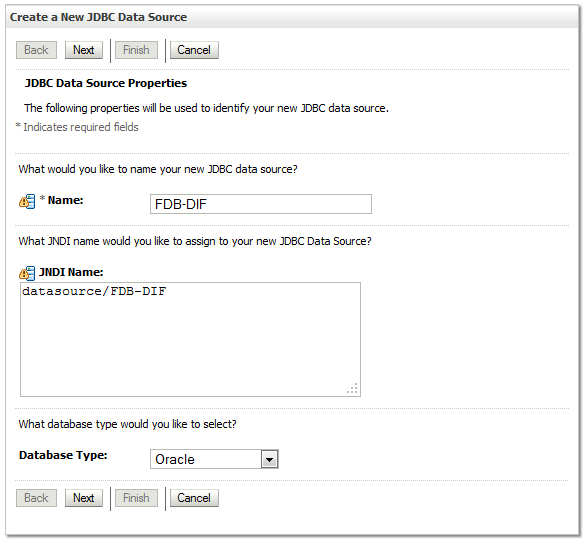 Create a New JDBC Data Source
Back Next Finish Cancel
JDBC Data Source Properties
The following properties will be used to identify your new JDBC data source.
* Indicates required fields
What would you like to name your new JDBC data source?
* Name: FDB-DIF
What JNDI name would you like to assign to your new JDBC Data Source?
JNDI Name:
datasource/FDB-DIF
What database type would you like to select?
Database Type: Oracle
Back Next Finish Cancel